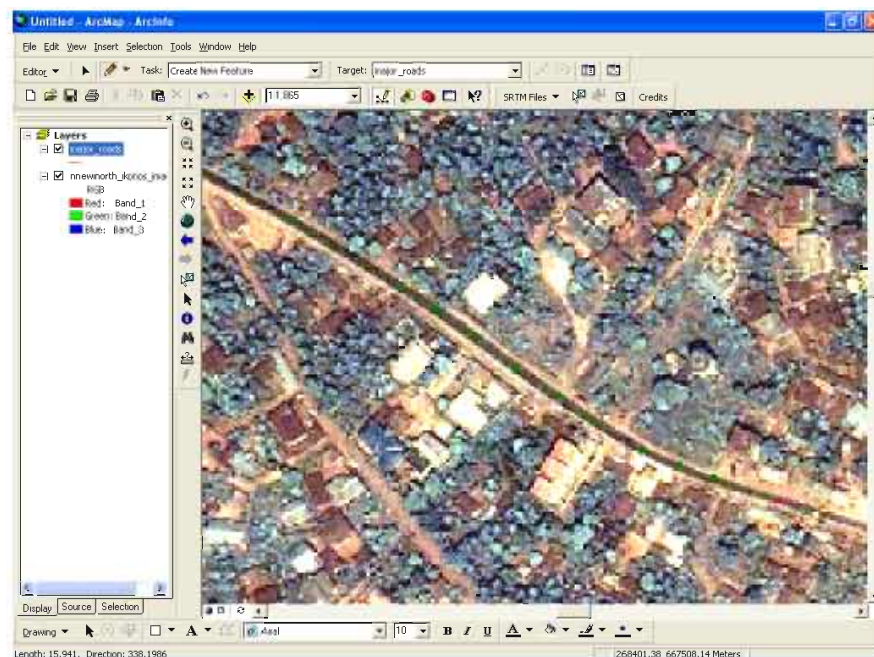 Untitled - ArcMap - ArcInfo
File Edit View Insert Selection Tools Window Help
Editor Task: Create New Feature Target: major_roads
1:1,865 SRTM Files Credits
Layers
major_roads
nnewnorth_ikonos_imag
RGB
Red: Band_1
Green: Band_2
Blue: Band_3
Display Source Selection
Drawing A Arial 10 B I U A
Length: 15.941, Direction: 338.1986 268401.38 667508.14 Meters